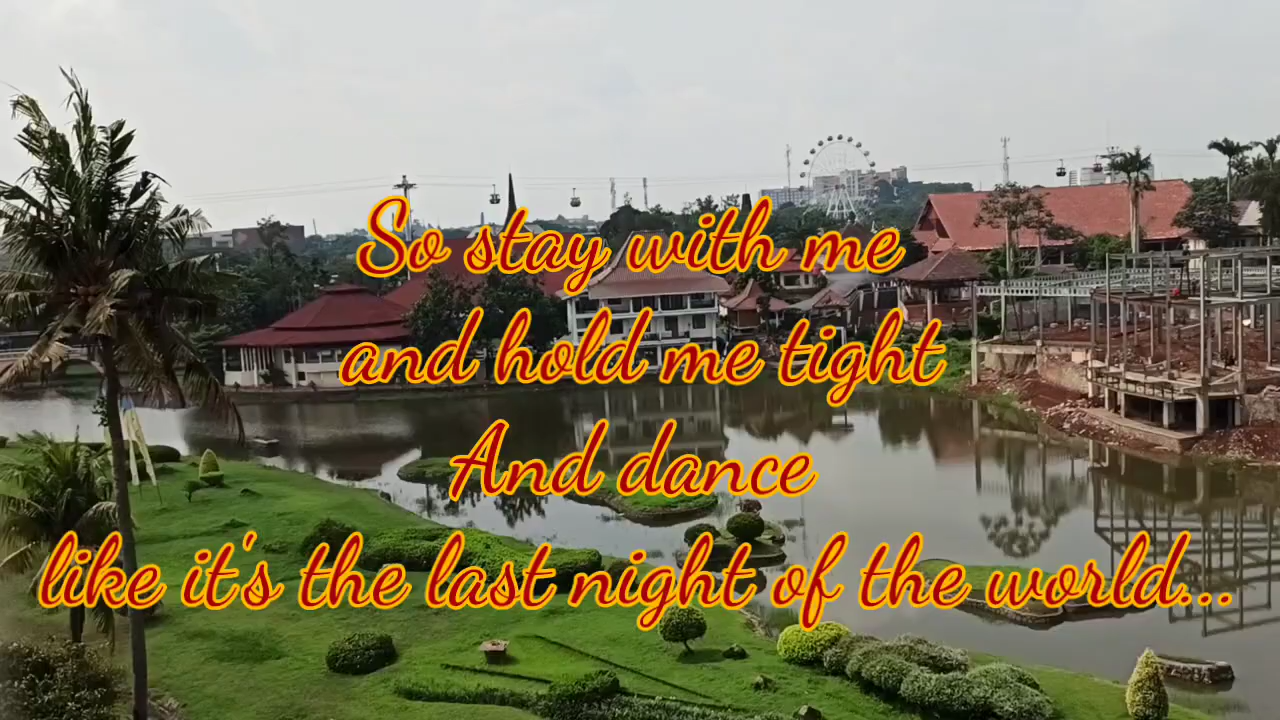 So stay with me
and hold me tight
And dance
like it's the last night of the world...